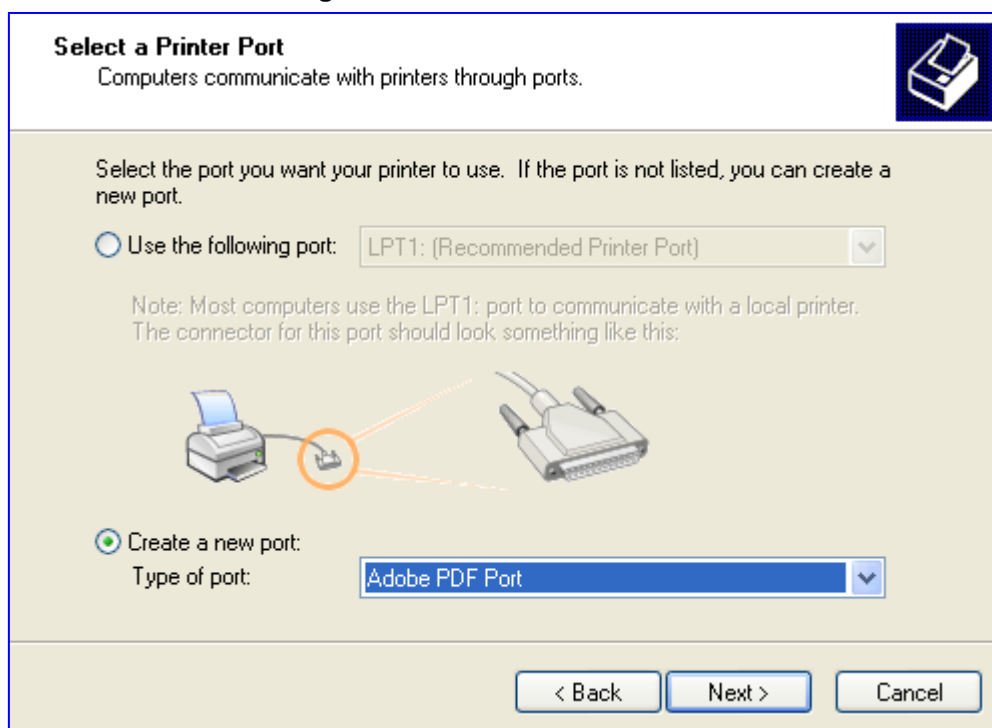 Select a Printer Port
Computers communicate with printers through ports.
Select the port you want your printer to use. If the port is not listed, you can create a
new port.
Use the following port: LPT1: (Recommended Printer Port)
Note: Most computers use the LPT1: port to communicate with a local printer.
The connector for this port should look something like this:
Create a new port:
Type of port: Adobe PDF Port
< Back Next > Cancel